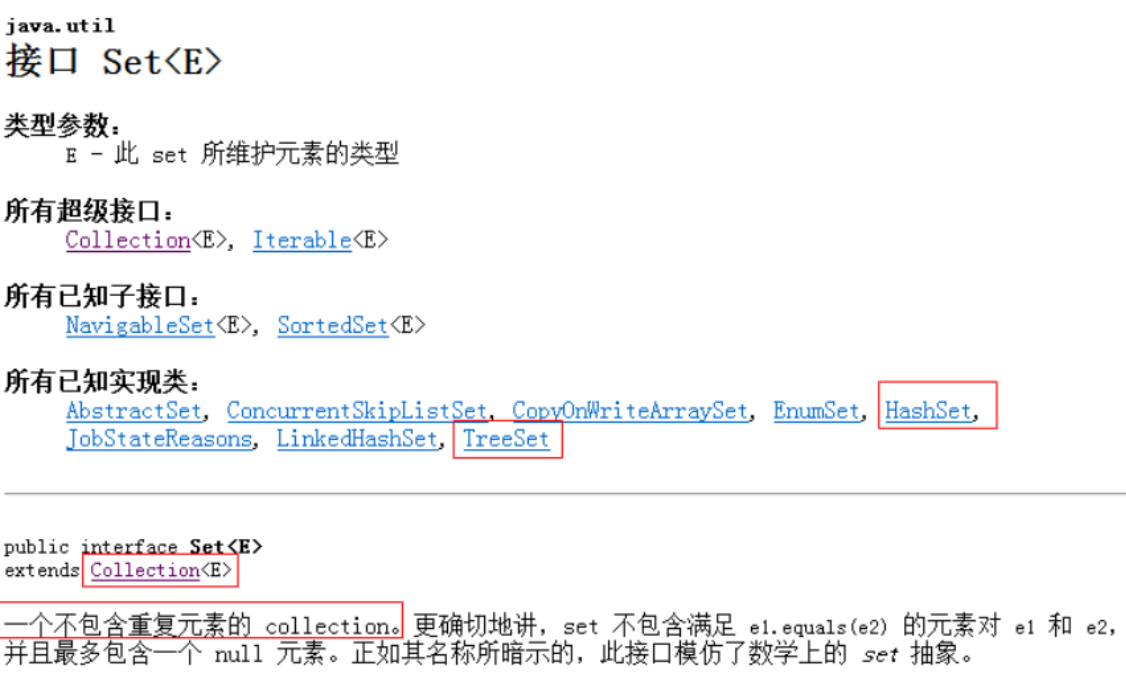 java.util
接口 Set<E>
类型参数：
E - 此 set 所维护元素的类型
所有超级接口：
Collection<E>, Iterable<E>
所有已知子接口：
NavigableSet<E>, SortedSet<E>
所有已知实现类：
AbstractSet, ConcurrentSkipListSet, CopyOnWriteArraySet, EnumSet, HashSet,
JobStateReasons, LinkedHashSet, TreeSet
public interface Set<E>
extends Collection<E>
一个不包含重复元素的 collection。更确切地讲，set 不包含满足 e1.equals(e2) 的元素对 e1 和 e2，
并且最多包含一个 null 元素。正如其名称所暗示的，此接口模仿了数学上的 set 抽象。